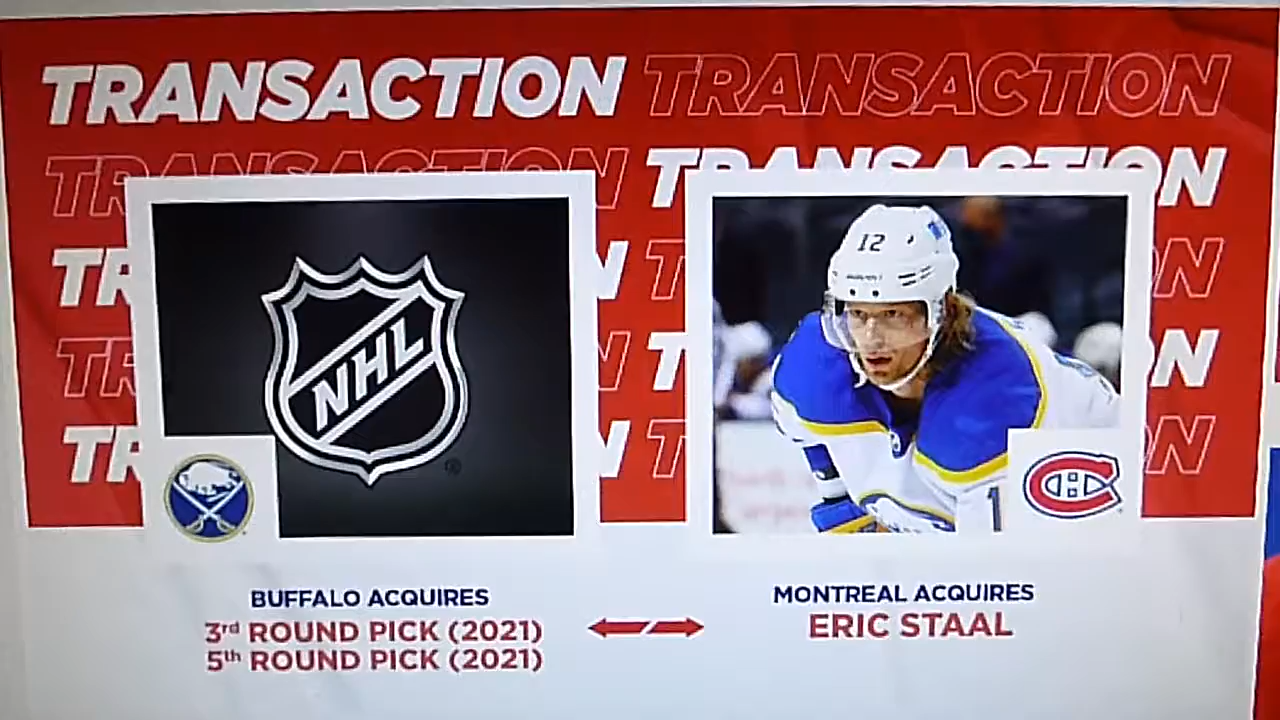 TRANSACTION TRANSACTION
TRANSACTION TRANSACTION
NHL
12
BUFFALO ACQUIRES
3rd ROUND PICK (2021)
5th ROUND PICK (2021)
MONTREAL ACQUIRES
ERIC STAAL